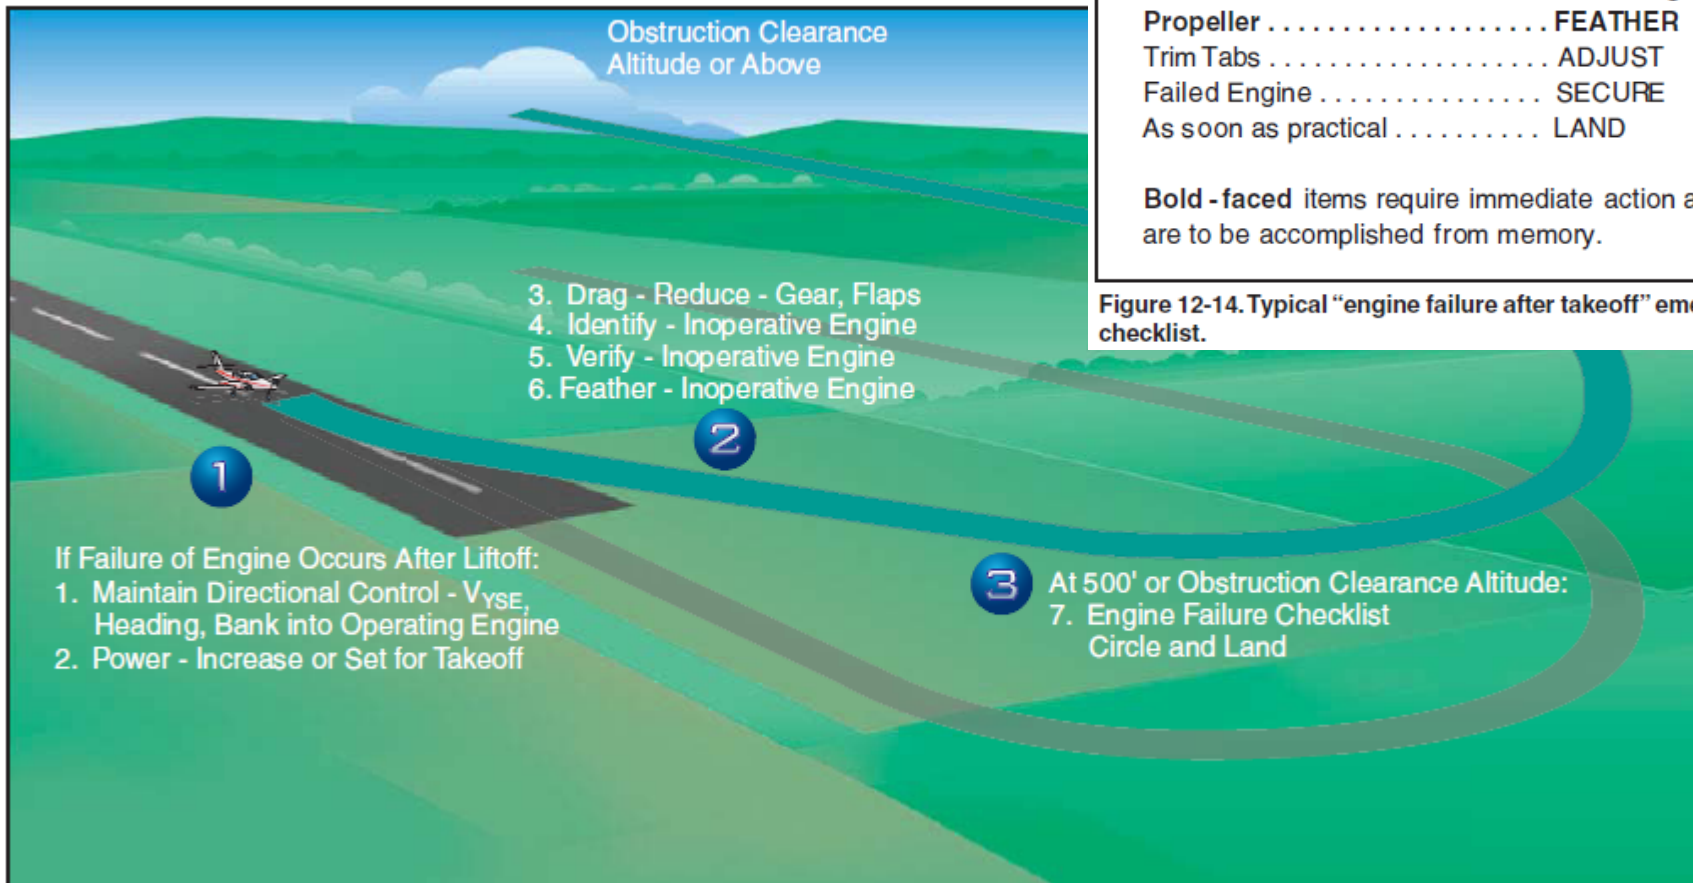 Obstruction Clearance
Altitude or Above
Propeller . . . . . . . . . . . . . . . . . . . FEATHER
Trim Tabs . . . . . . . . . . . . . . . . . . . ADJUST
Failed Engine . . . . . . . . . . . . . . . SECURE
As soon as practical . . . . . . . . . . LAND
Bold - faced items require immediate action
are to be accomplished from memory.
Figure 12-14. Typical “engine failure after takeoff”
checklist.
3. Drag - Reduce - Gear, Flaps
4. Identify - Inoperative Engine
5. Verify - Inoperative Engine
6. Feather - Inoperative Engine
2
1
If Failure of Engine Occurs After Liftoff:
1. Maintain Directional Control - VYSE,
Heading, Bank into Operating Engine
2. Power - Increase or Set for Takeoff
3
At 500' or Obstruction Clearance Altitude:
7. Engine Failure Checklist
Circle and Land